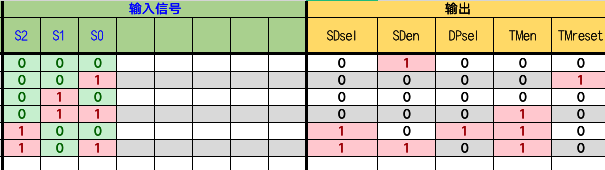 输入信号 输出
S2 S1 S0 SDsel SDen DPsel TMen TMreset
0 0 0 0 1 0 0 0
0 0 1 0 0 0 0 1
0 1 0 0 0 0 0 0
0 1 1 0 0 0 1 0
1 0 0 1 0 1 1 0
1 0 1 1 1 0 1 0